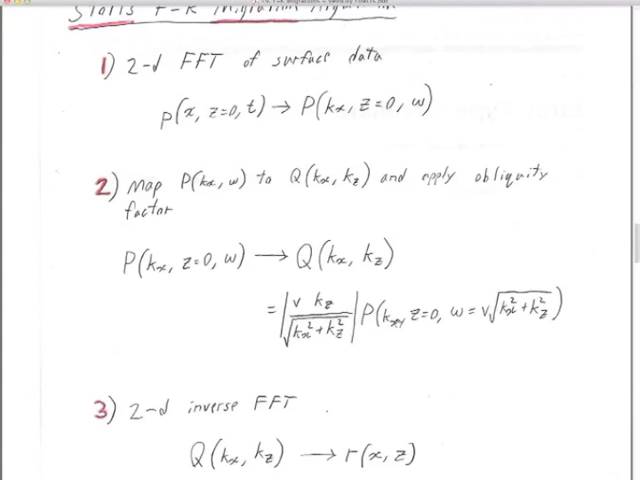 Stolts F-K Migration Algorithm
1) 2-d FFT of surface data
P(x, z=0, t) → P(kx, z=0, w)
2) Map P(kx, w) to Q(kx, kz) and apply obliquity
factor
P(kx, z=0, w) → Q(kx, kz)
= |v kz / √(kx² + kz²)| P(kx, z=0, w = v√(kx² + kz²))
3) 2-d inverse FFT
Q(kx, kz) → r(x, z)